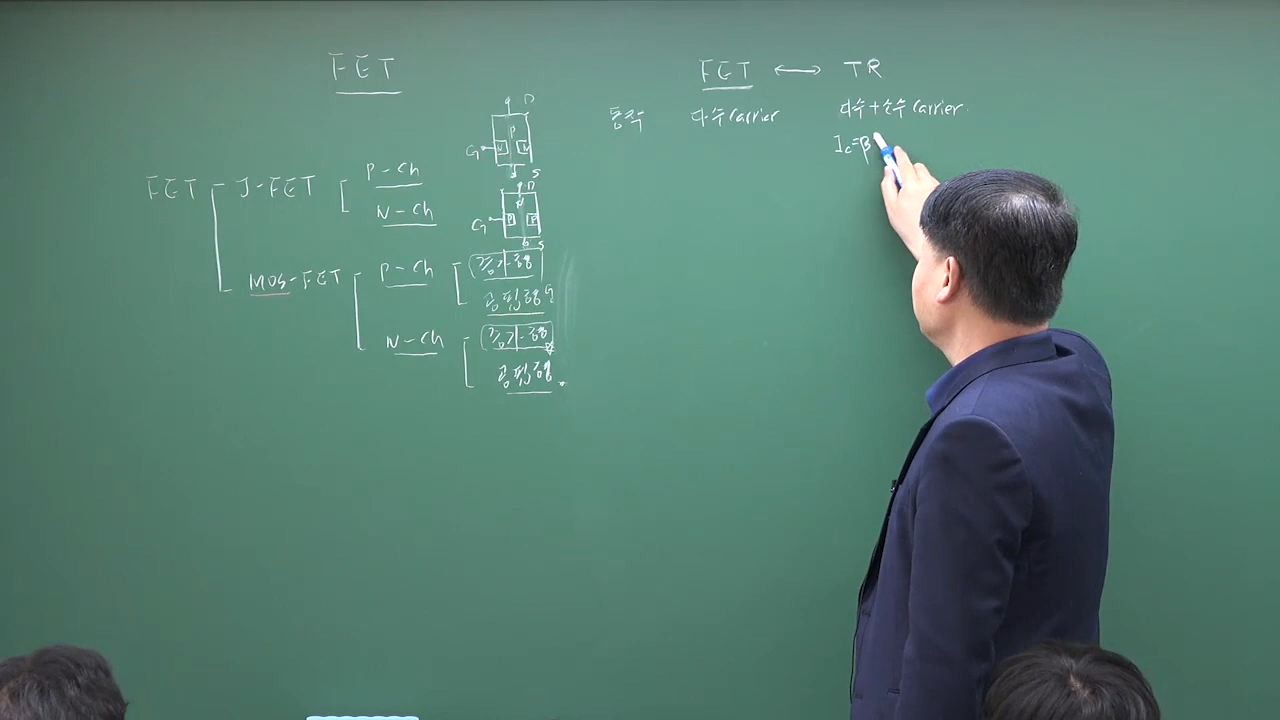 FET
FET ↔ TR
동작 다수 Carrier 다수+소수 Carrier.
I_C=β
D
P
G N N
S
D
N
G P P
S
FET J-FET P-ch
N-ch
MOS-FET P-ch 증가-형
공핍형
N-ch 증가-형
공핍형